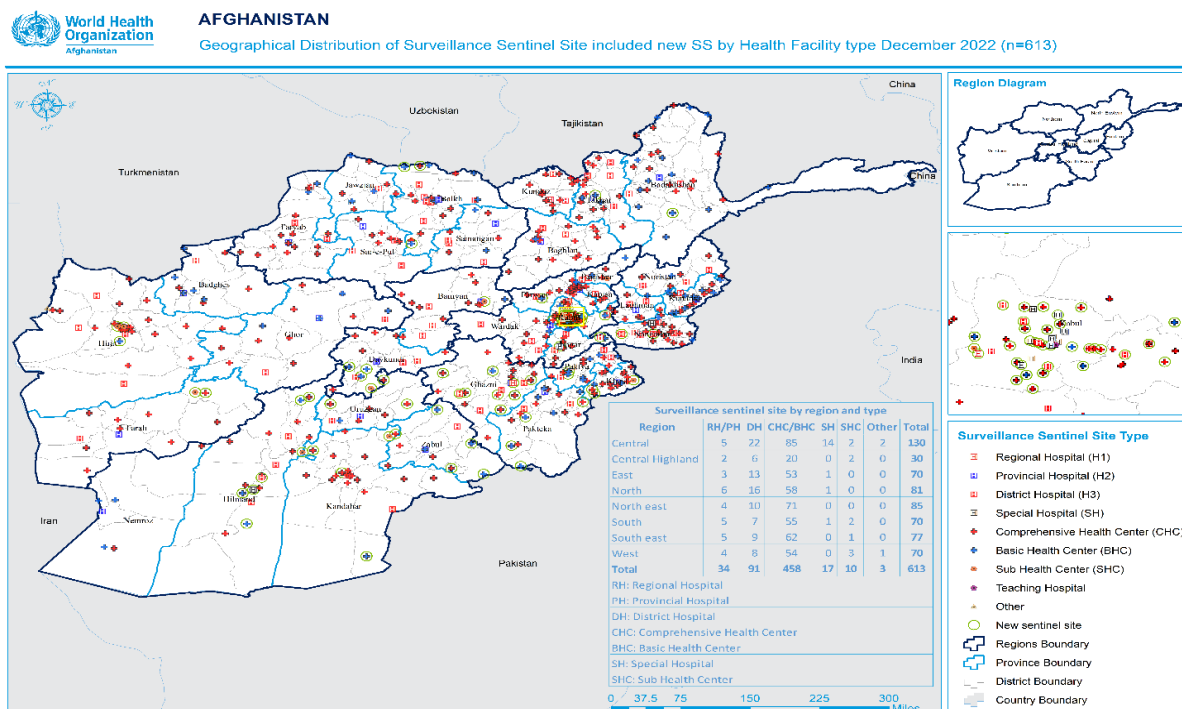 World Health
Organization
Afghanistan
AFGHANISTAN
Geographical Distribution of Surveillance Sentinel Site included new SS by Health Facility type December 2022 (n=613)
China
Uzbekistan
Tajikistan
Turkmenistan
China
Jawzjan
Balkh
Kunduz
Takhar
Badakhshan
Faryab
Sar-e-Pul
Samangan
Baghlan
Badghis
Bamyan
Nuristan
Kapisa
Laghman
Hirat
Ghor
Wardak
Kabul
Logar
Daykundi
Ghazni
Paktya
Khost
India
Uruzgan
Paktika
Farah
Zabul
Hilmand
Kandahar
Nimroz
Iran
Pakistan
Surveillance sentinel site by region and type
Region RH/PH DH CHC/BHC SH SHC Other Total
Central 5 22 85 14 2 2 130
Central Highland 2 6 20 0 2 0 30
East 3 13 53 1 0 0 70
North 6 16 58 1 0 0 81
North east 4 10 71 0 0 0 85
South 5 7 55 1 2 0 70
South east 5 9 62 0 1 0 77
West 4 8 54 0 3 1 70
Total 34 91 458 17 10 3 613
RH: Regional Hospital
PH: Provincial Hospital
DH: District Hospital
CHC: Comprehensive Health Center
BHC: Basic Health Center
SH: Special Hospital
SHC: Sub Health Center
0 37.5 75 150 225 300
Miles
Region Diagram
Kabul
Surveillance Sentinel Site Type
H Regional Hospital (H1)
H Provincial Hospital (H2)
H District Hospital (H3)
Special Hospital (SH)
Comprehensive Health Center (CHC)
Basic Health Center (BHC)
Sub Health Center (SHC)
Teaching Hospital
Other
New sentinel site
Regions Boundary
Province Boundary
District Boundary
Country Boundary